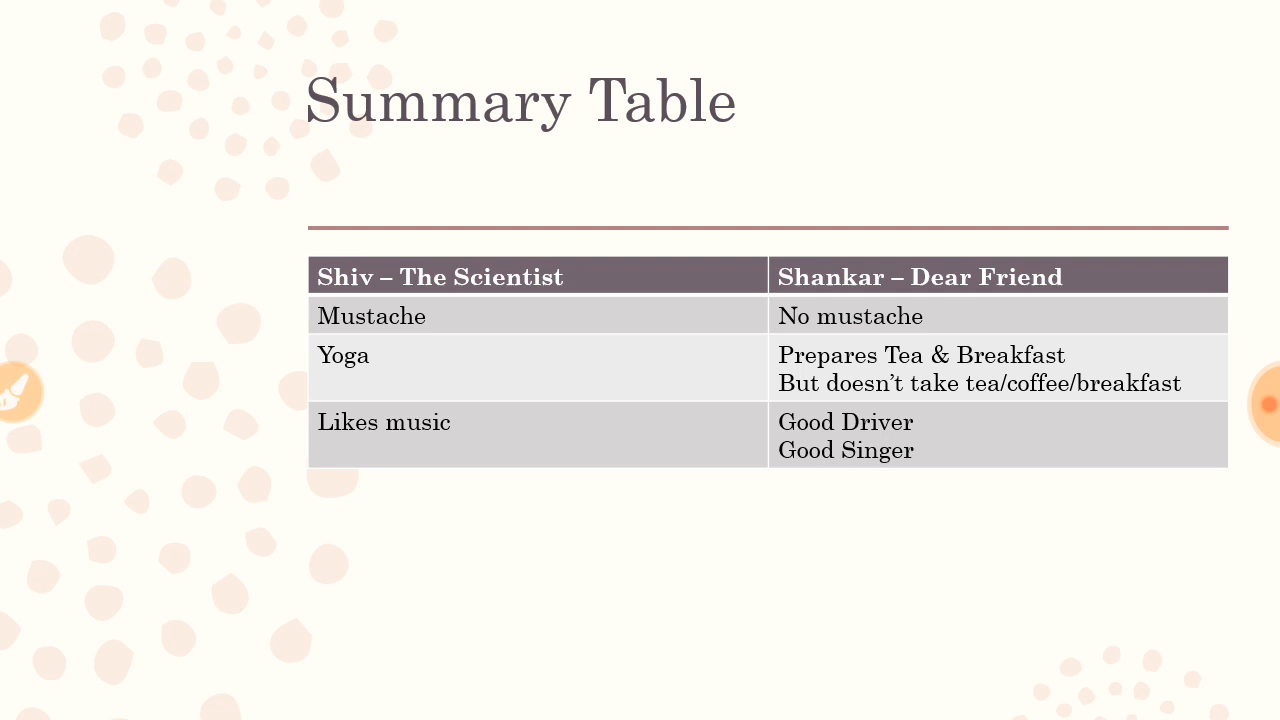 Summary Table
Shiv – The Scientist
Shankar – Dear Friend
Mustache
No mustache
Yoga
Prepares Tea & Breakfast
But doesn’t take tea/coffee/breakfast
Likes music
Good Driver
Good Singer